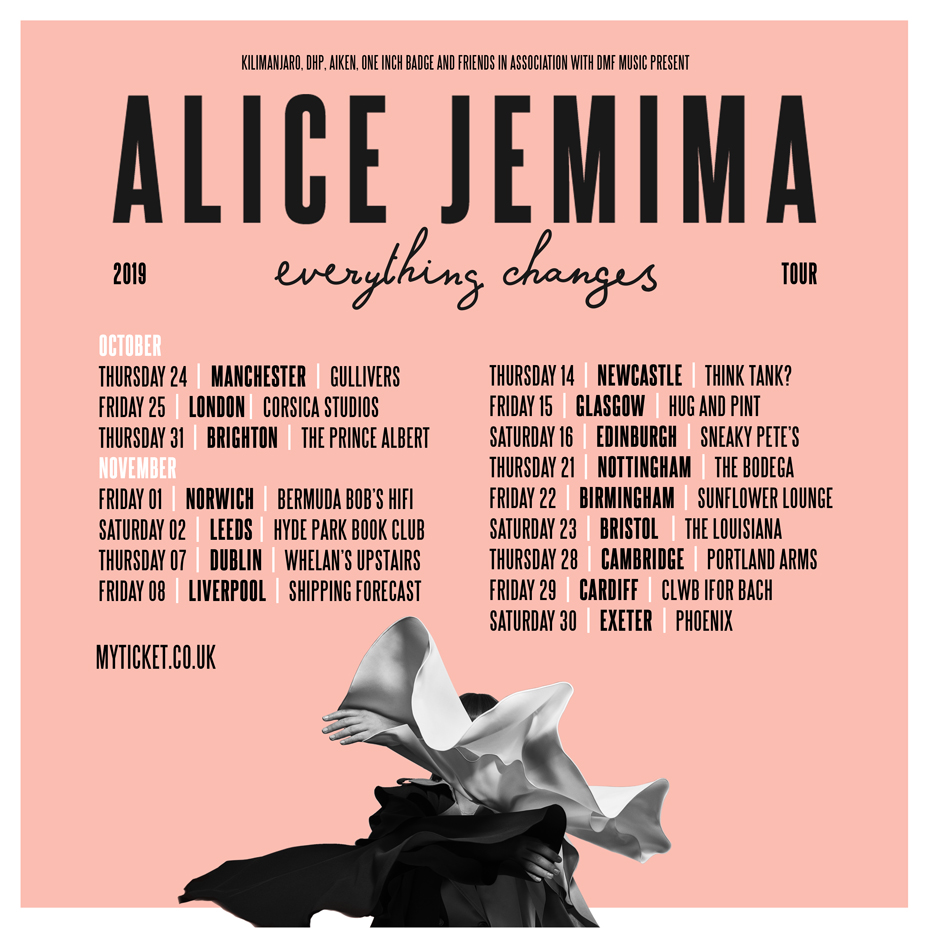 KILIMANJARO, DHP, AIKEN, ONE INCH BADGE AND FRIENDS IN ASSOCIATION WITH DMF MUSIC PRESENT
ALICE JEMIMA
2019 everything changes TOUR
OCTOBER
THURSDAY 24 | MANCHESTER | GULLIVERS
FRIDAY 25 | LONDON | CORSICA STUDIOS
THURSDAY 31 | BRIGHTON | THE PRINCE ALBERT
NOVEMBER
FRIDAY 01 | NORWICH | BERMUDA BOB'S HIFI
SATURDAY 02 | LEEDS | HYDE PARK BOOK CLUB
THURSDAY 07 | DUBLIN | WHELAN'S UPSTAIRS
FRIDAY 08 | LIVERPOOL | SHIPPING FORECAST
THURSDAY 14 | NEWCASTLE | THINK TANK?
FRIDAY 15 | GLASGOW | HUG AND PINT
SATURDAY 16 | EDINBURGH | SNEAKY PETE'S
THURSDAY 21 | NOTTINGHAM | THE BODEGA
FRIDAY 22 | BIRMINGHAM | SUNFLOWER LOUNGE
SATURDAY 23 | BRISTOL | THE LOUISIANA
THURSDAY 28 | CAMBRIDGE | PORTLAND ARMS
FRIDAY 29 | CARDIFF | CLWB IFOR BACH
SATURDAY 30 | EXETER | PHOENIX
MYTICKET.CO.UK